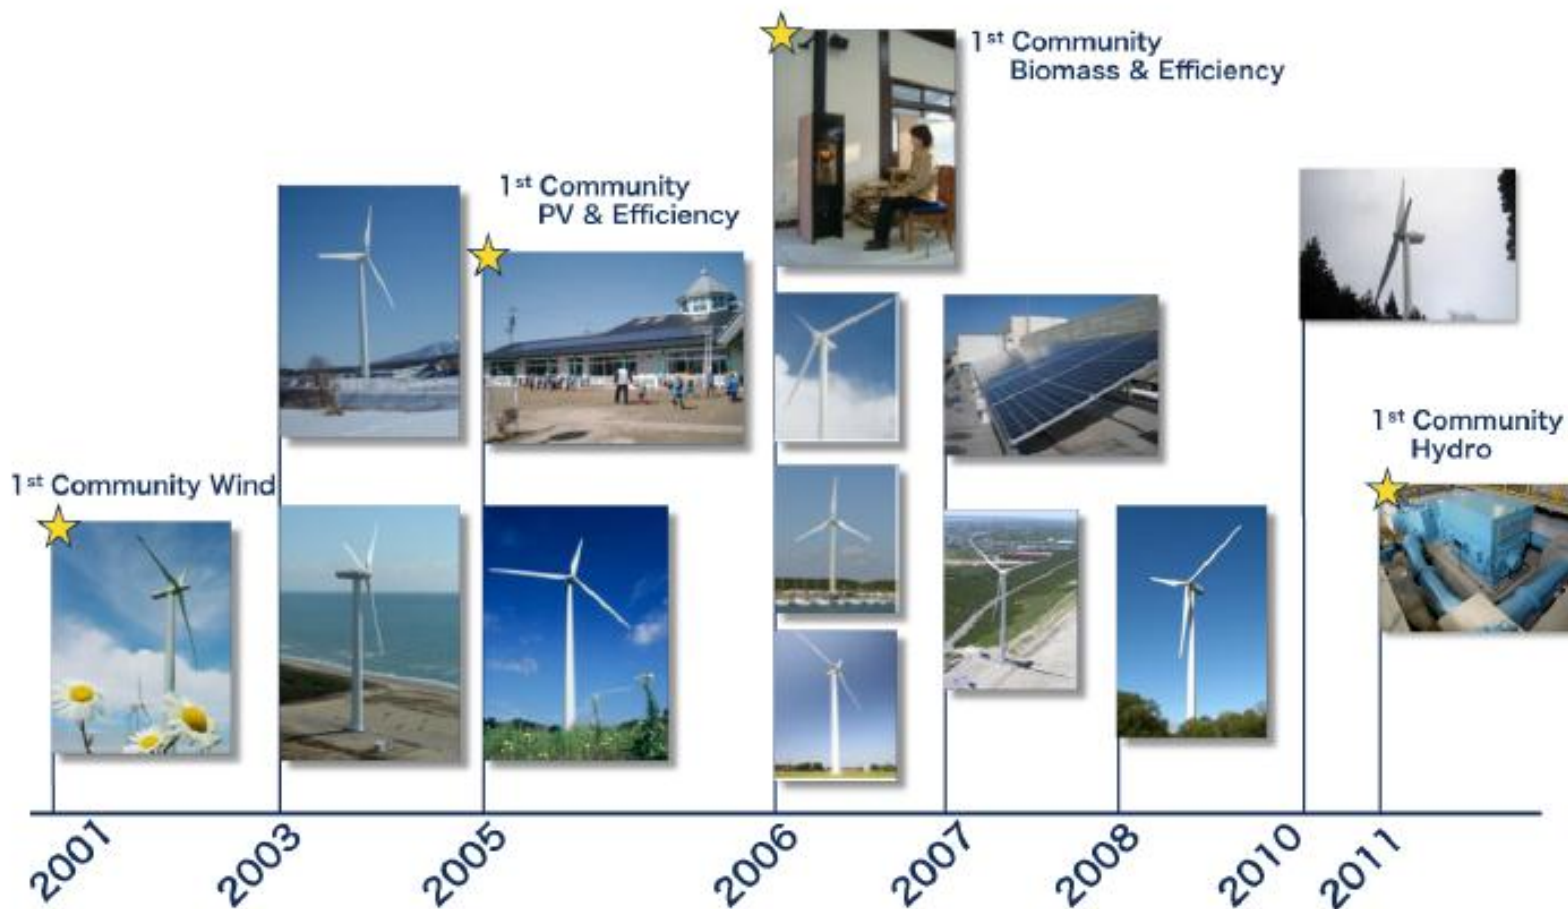 1st Community
Biomass & Efficiency
1st Community
PV & Efficiency
1st Community
Hydro
1st Community Wind
2001
2003
2005
2006
2007
2008
2010
2011